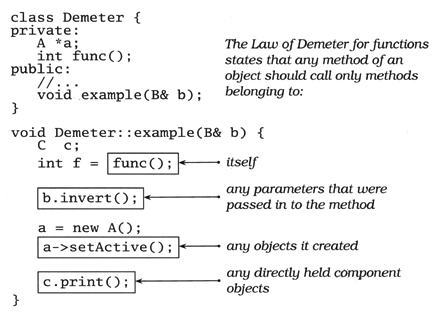 class Demeter {
private:
A *a;
int func();
public:
//...
void example(B& b);
}
The Law of Demeter for functions
states that any method of an
object should call only methods
belonging to:
void Demeter::example(B& b) {
C c;
int f = func();
itself
b.invert();
any parameters that were
passed in to the method
a = new A();
a->setActive();
any objects it created
c.print();
any directly held component
objects
}